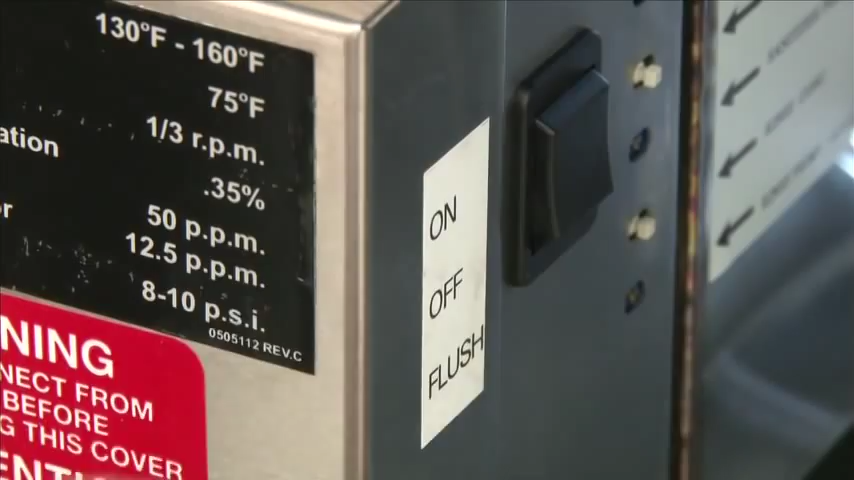 130°F - 160°F
75°F
1/3 r.p.m.
ation
.35%
50 p.p.m.
12.5 p.p.m.
8-10 p.s.i.
0505112 REV.C
NING
NECT FROM
BEFORE
G THIS COVER
ON
OFF
FLUSH